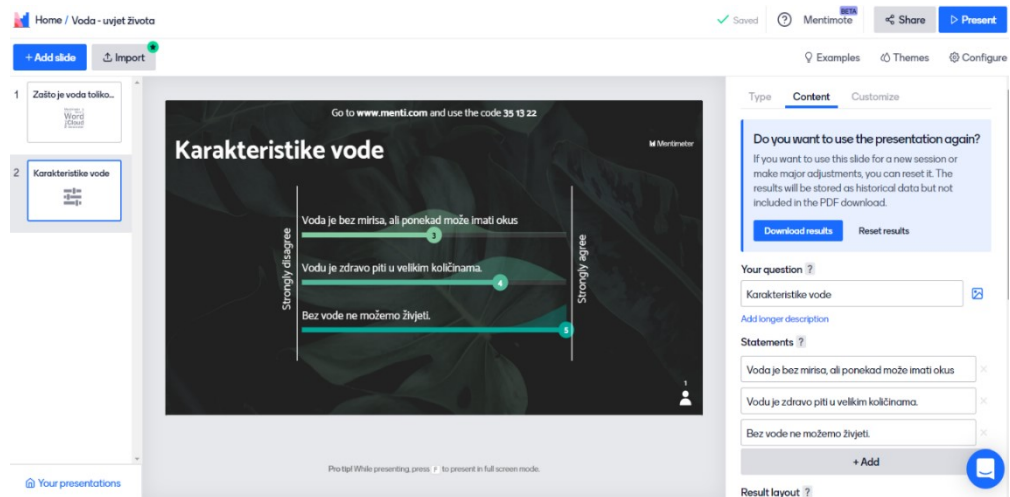 Home / Voda - uvjet života
Saved
?
Mentimote
BETA
Share
Present
+ Add slide
Import
Examples
Themes
Configure
1 Zašto je voda toliko...
Word
Cloud
2 Karakteristike vode
Your presentations
Go to www.menti.com and use the code 35 13 22
Karakteristike vode
Mentimeter
Strongly disagree
Voda je bez mirisa, ali ponekad može imati okus
3
Vodu je zdravo piti u velikim količinama.
4
Bez vode ne možemo živjeti.
5
Strongly agree
1
Pro tip! While presenting, press F to present in full screen mode.
Type Content Customize
Do you want to use the presentation again?
If you want to use this slide for a new session or
make major adjustments, you can reset it. The
results will be stored as historical data but not
included in the PDF download.
Download results Reset results
Your question ?
Karakteristike vode
Add longer description
Statements ?
Voda je bez mirisa, ali ponekad može imati okus
Vodu je zdravo piti u velikim količinama.
Bez vode ne možemo živjeti.
+ Add
Result layout ?